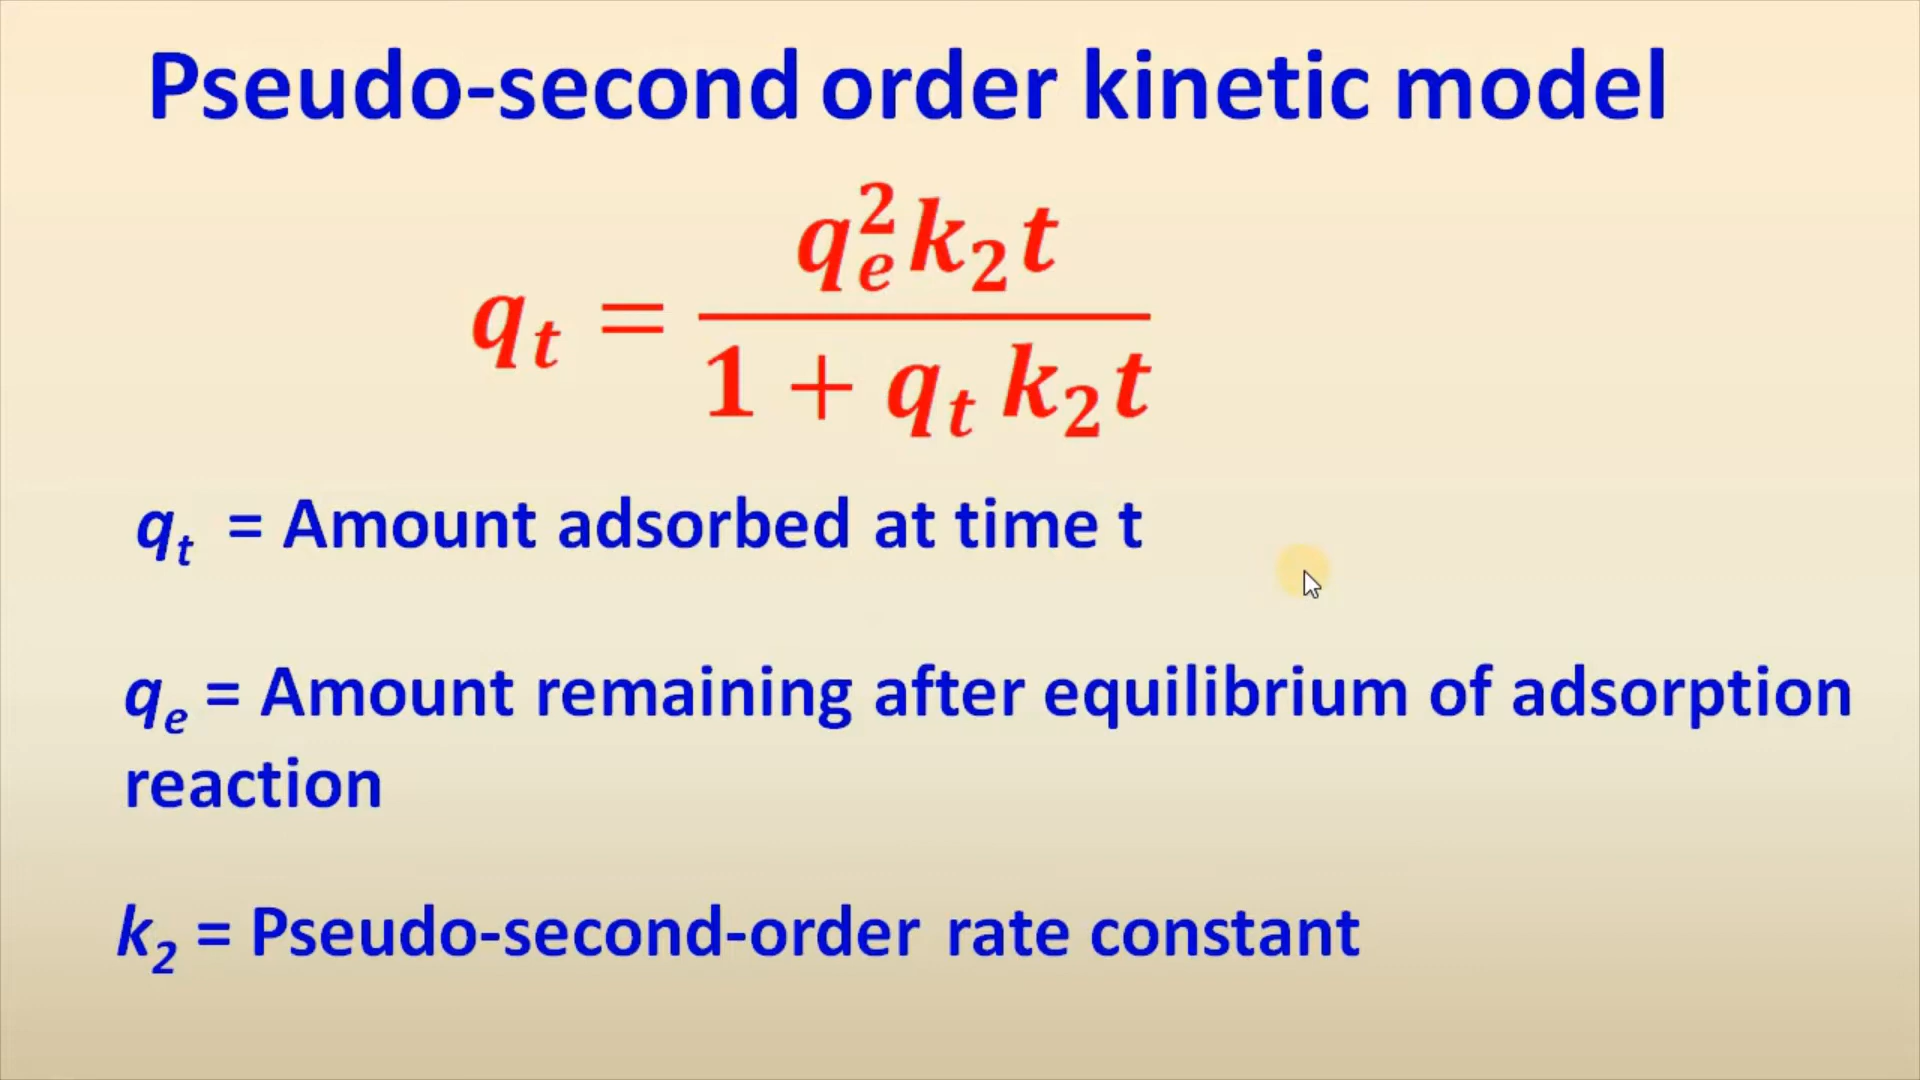 Pseudo-second order kinetic model
q_t = \frac{q_e^2 k_2 t}{1 + q_t k_2 t}
q_t = Amount adsorbed at time t
q_e = Amount remaining after equilibrium of adsorption
reaction
k_2 = Pseudo-second-order rate constant